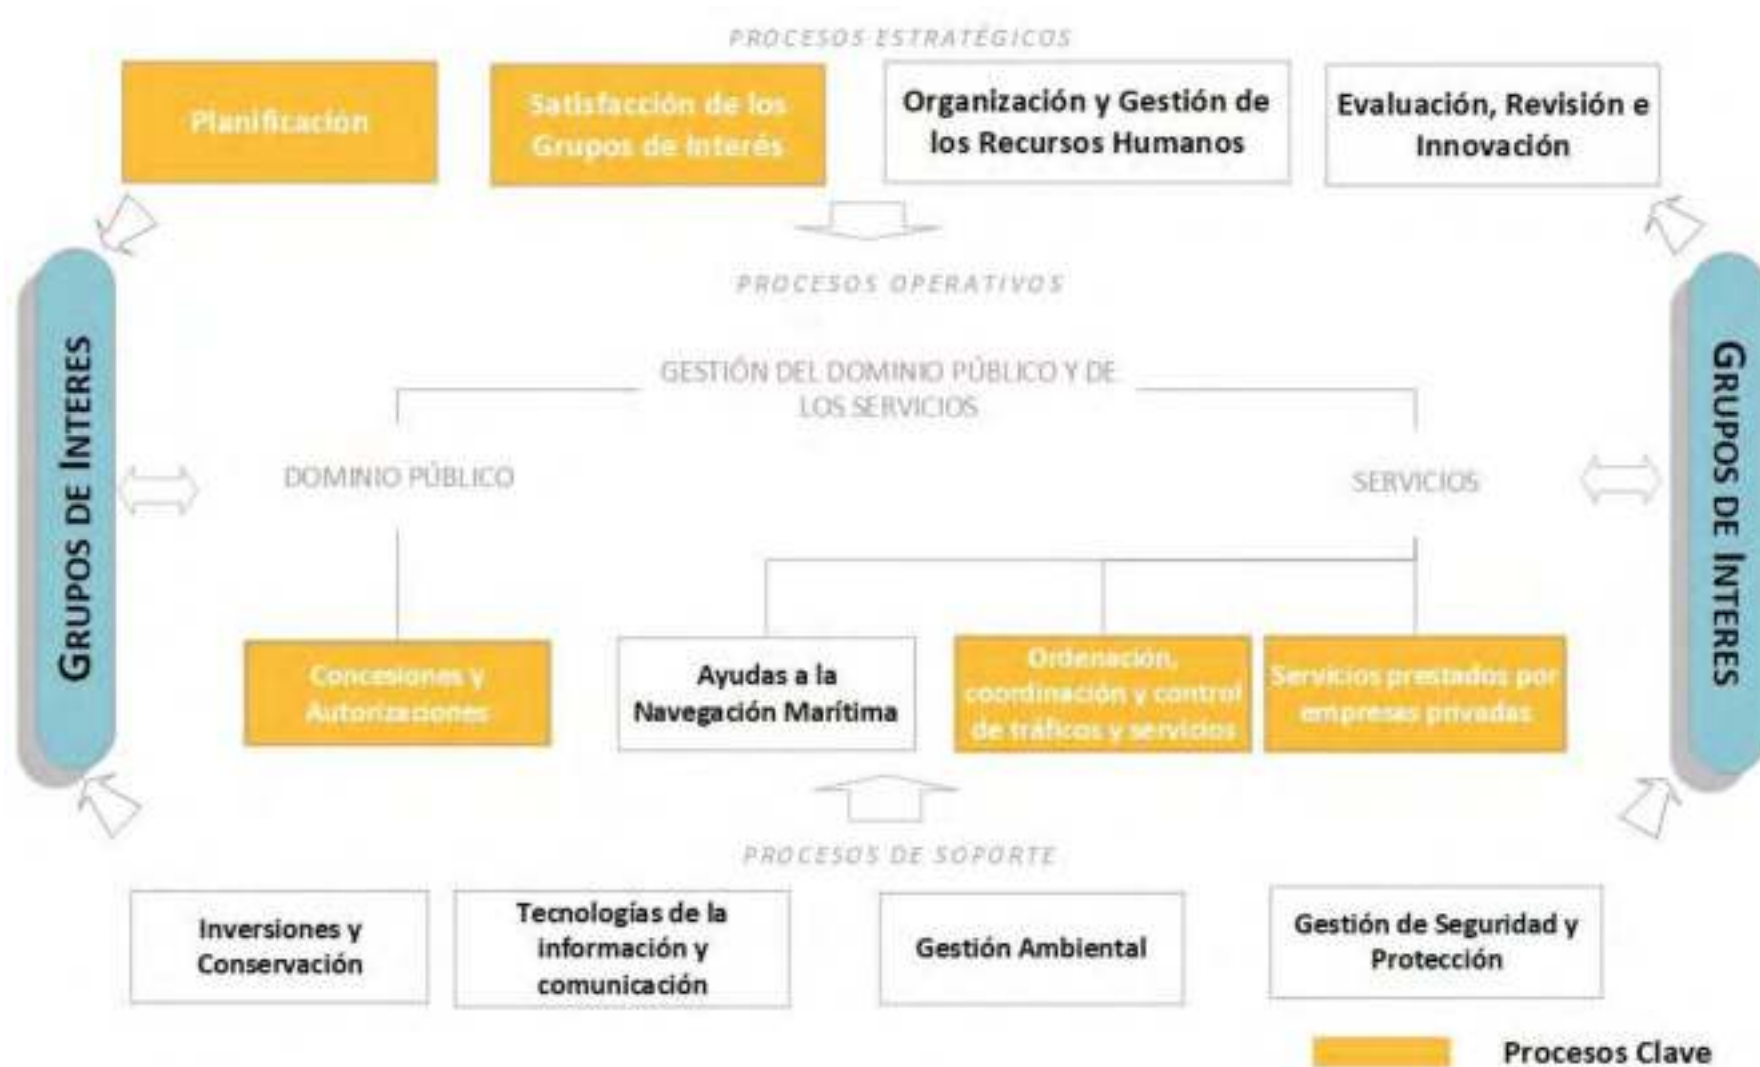 PROCESOS ESTRATÉGICOS
Planificación
Satisfacción de los
Grupos de Interés
Organización y Gestión de
los Recursos Humanos
Evaluación, Revisión e
Innovación
PROCESOS OPERATIVOS
GRUPOS DE INTERES
GESTIÓN DEL DOMINIO PÚBLICO Y DE
LOS SERVICIOS
DOMINIO PÚBLICO
SERVICIOS
GRUPOS DE INTERES
Concesiones y
Autorizaciones
Ayudas a la
Navegación Marítima
Ordenación,
coordinación y control
de tráficos y servicios
Servicios prestados por
empresas privadas
PROCESOS DE SOPORTE
Inversiones y
Conservación
Tecnologías de la
información y
comunicación
Gestión Ambiental
Gestión de Seguridad y
Protección
Procesos Clave